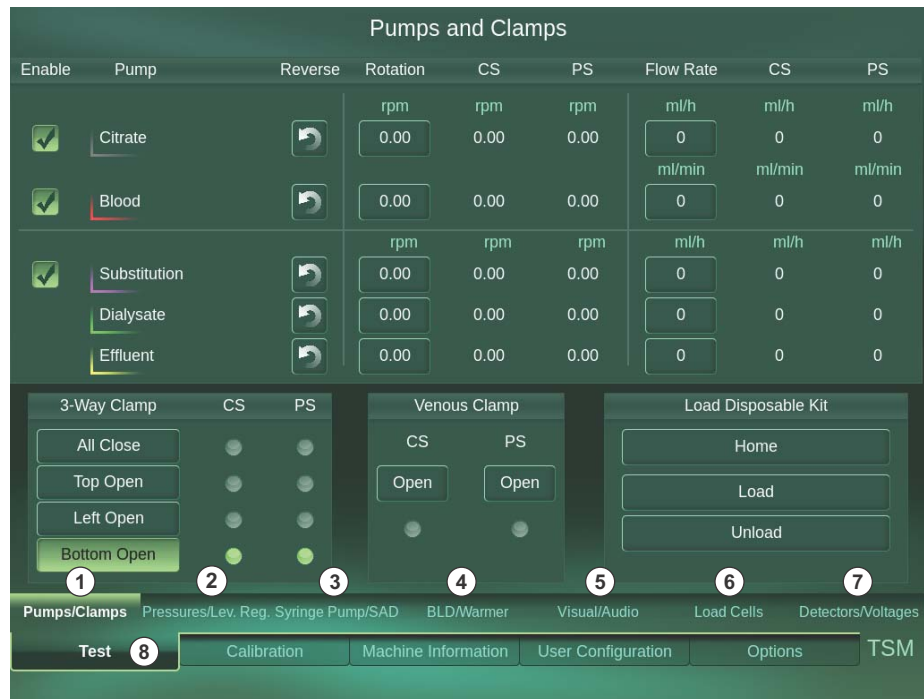 Pumps and Clamps
Enable Pump Reverse Rotation CS PS Flow Rate CS PS
rpm rpm rpm ml/h ml/h ml/h
Citrate 0.00 0.00 0.00 0 0 0
ml/min ml/min ml/min
Blood 0.00 0.00 0.00 0 0 0
rpm rpm rpm ml/h ml/h ml/h
Substitution 0.00 0.00 0.00 0 0 0
Dialysate 0.00 0.00 0.00 0 0 0
Effluent 0.00 0.00 0.00 0 0 0
3-Way Clamp CS PS
All Close
Top Open
Left Open
Bottom Open
Venous Clamp
CS PS
Open Open
Load Disposable Kit
Home
Load
Unload
1 2 3 4 5 6 7
Pumps/Clamps Pressures/Lev. Reg. Syringe Pump/SAD BLD/Warmer Visual/Audio Load Cells Detectors/Voltages
Test 8 Calibration Machine Information User Configuration Options TSM